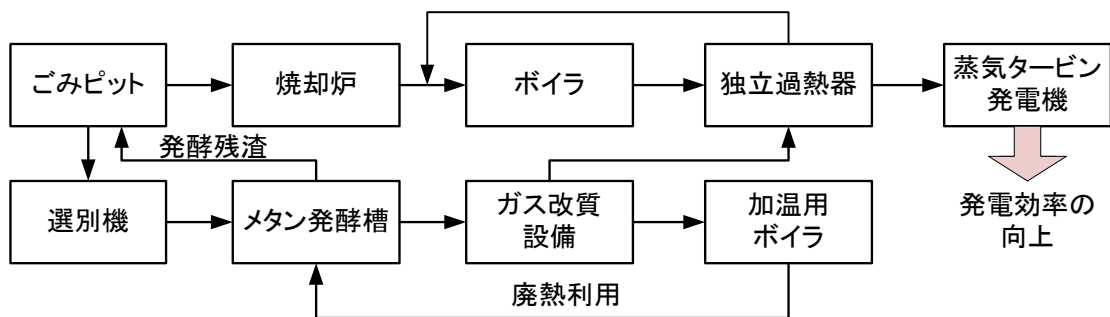 ごみピット
焼却炉
ボイラ
独立過熱器
蒸気タービン
発電機
発酵残渣
選別機
メタン発酵槽
ガス改質
設備
加温用
ボイラ
発電効率の
向上
廃熱利用